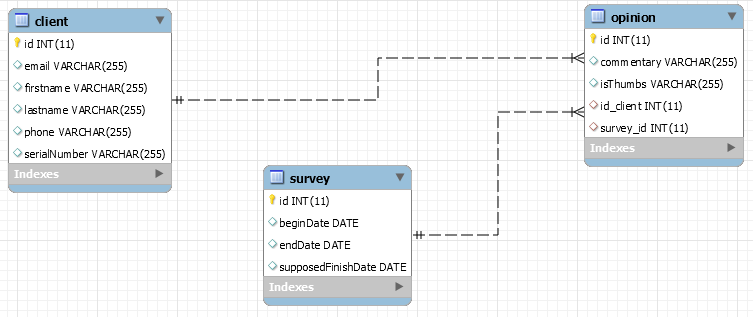 client
id INT(11)
email VARCHAR(255)
firstname VARCHAR(255)
lastname VARCHAR(255)
phone VARCHAR(255)
serialNumber VARCHAR(255)
Indexes
survey
id INT(11)
beginDate DATE
endDate DATE
supposedFinishDate DATE
Indexes
opinion
id INT(11)
commentary VARCHAR(255)
isThumbs VARCHAR(255)
id_client INT(11)
survey_id INT(11)
Indexes